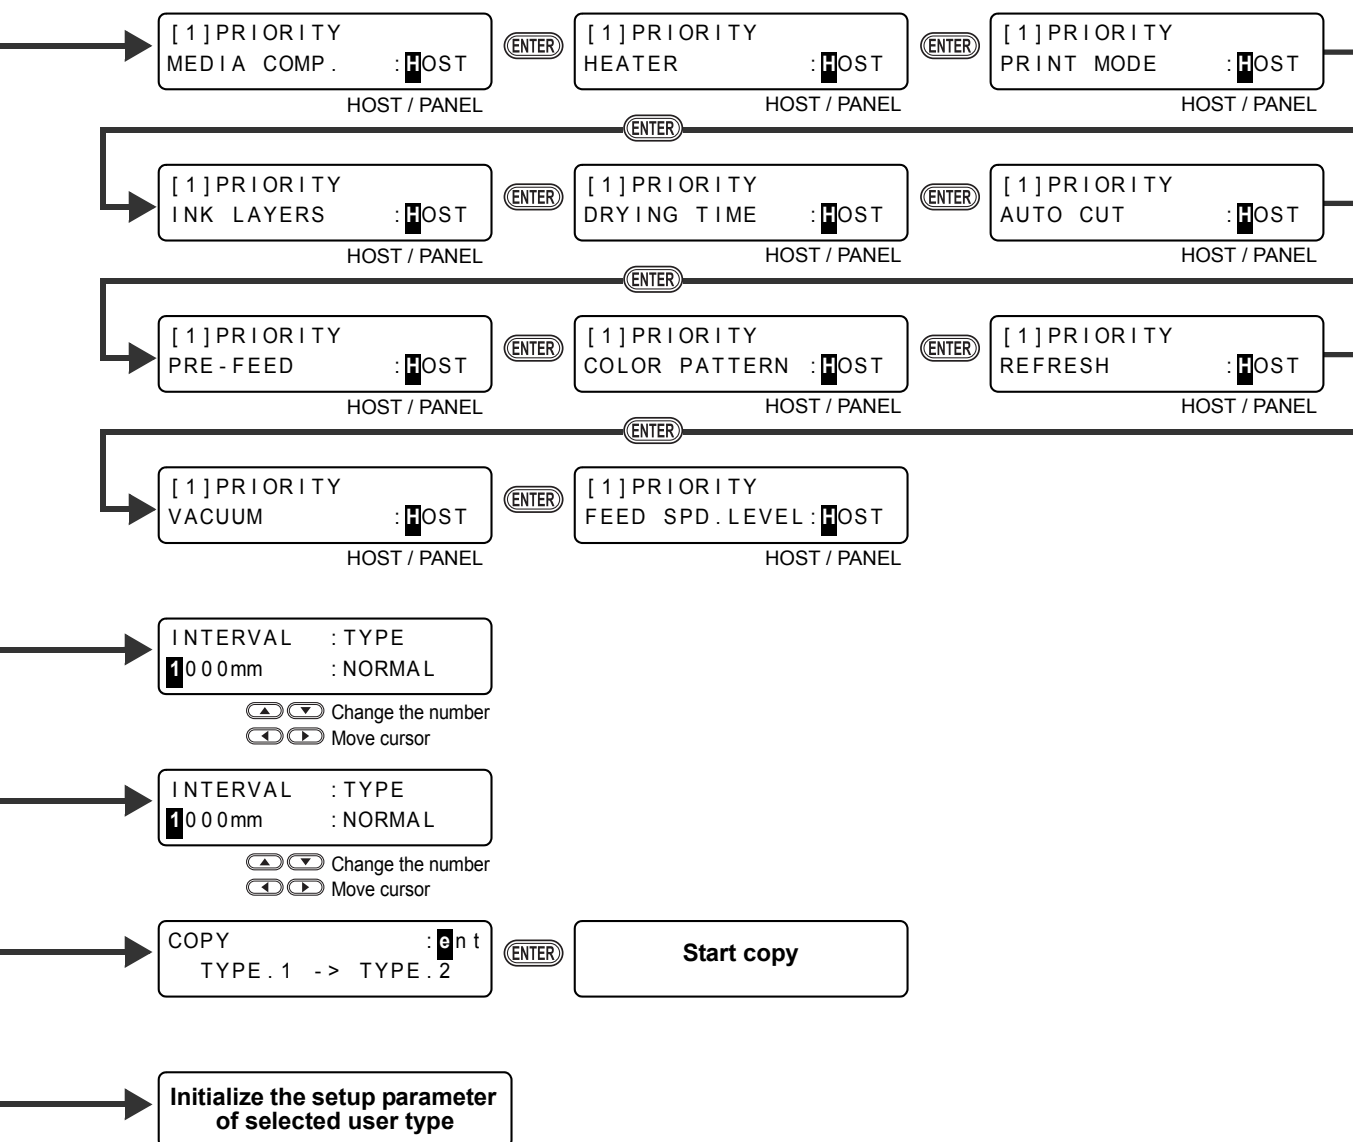 [1]PRIORITY
MEDIA COMP. :HOST
HOST / PANEL
ENTER
[1]PRIORITY
HEATER :HOST
HOST / PANEL
ENTER
[1]PRIORITY
PRINT MODE :HOST
HOST / PANEL
ENTER
[1]PRIORITY
INK LAYERS :HOST
HOST / PANEL
ENTER
[1]PRIORITY
DRYING TIME :HOST
HOST / PANEL
ENTER
[1]PRIORITY
AUTO CUT :HOST
HOST / PANEL
ENTER
[1]PRIORITY
PRE-FEED :HOST
HOST / PANEL
ENTER
[1]PRIORITY
COLOR PATTERN :HOST
HOST / PANEL
ENTER
[1]PRIORITY
REFRESH :HOST
HOST / PANEL
ENTER
[1]PRIORITY
VACUUM :HOST
HOST / PANEL
ENTER
[1]PRIORITY
FEED SPD.LEVEL:HOST
HOST / PANEL
INTERVAL :TYPE
1000mm :NORMAL
Change the number
Move cursor
INTERVAL :TYPE
1000mm :NORMAL
Change the number
Move cursor
COPY :ent
TYPE.1 -> TYPE.2
ENTER
Start copy
Initialize the setup parameter
of selected user type